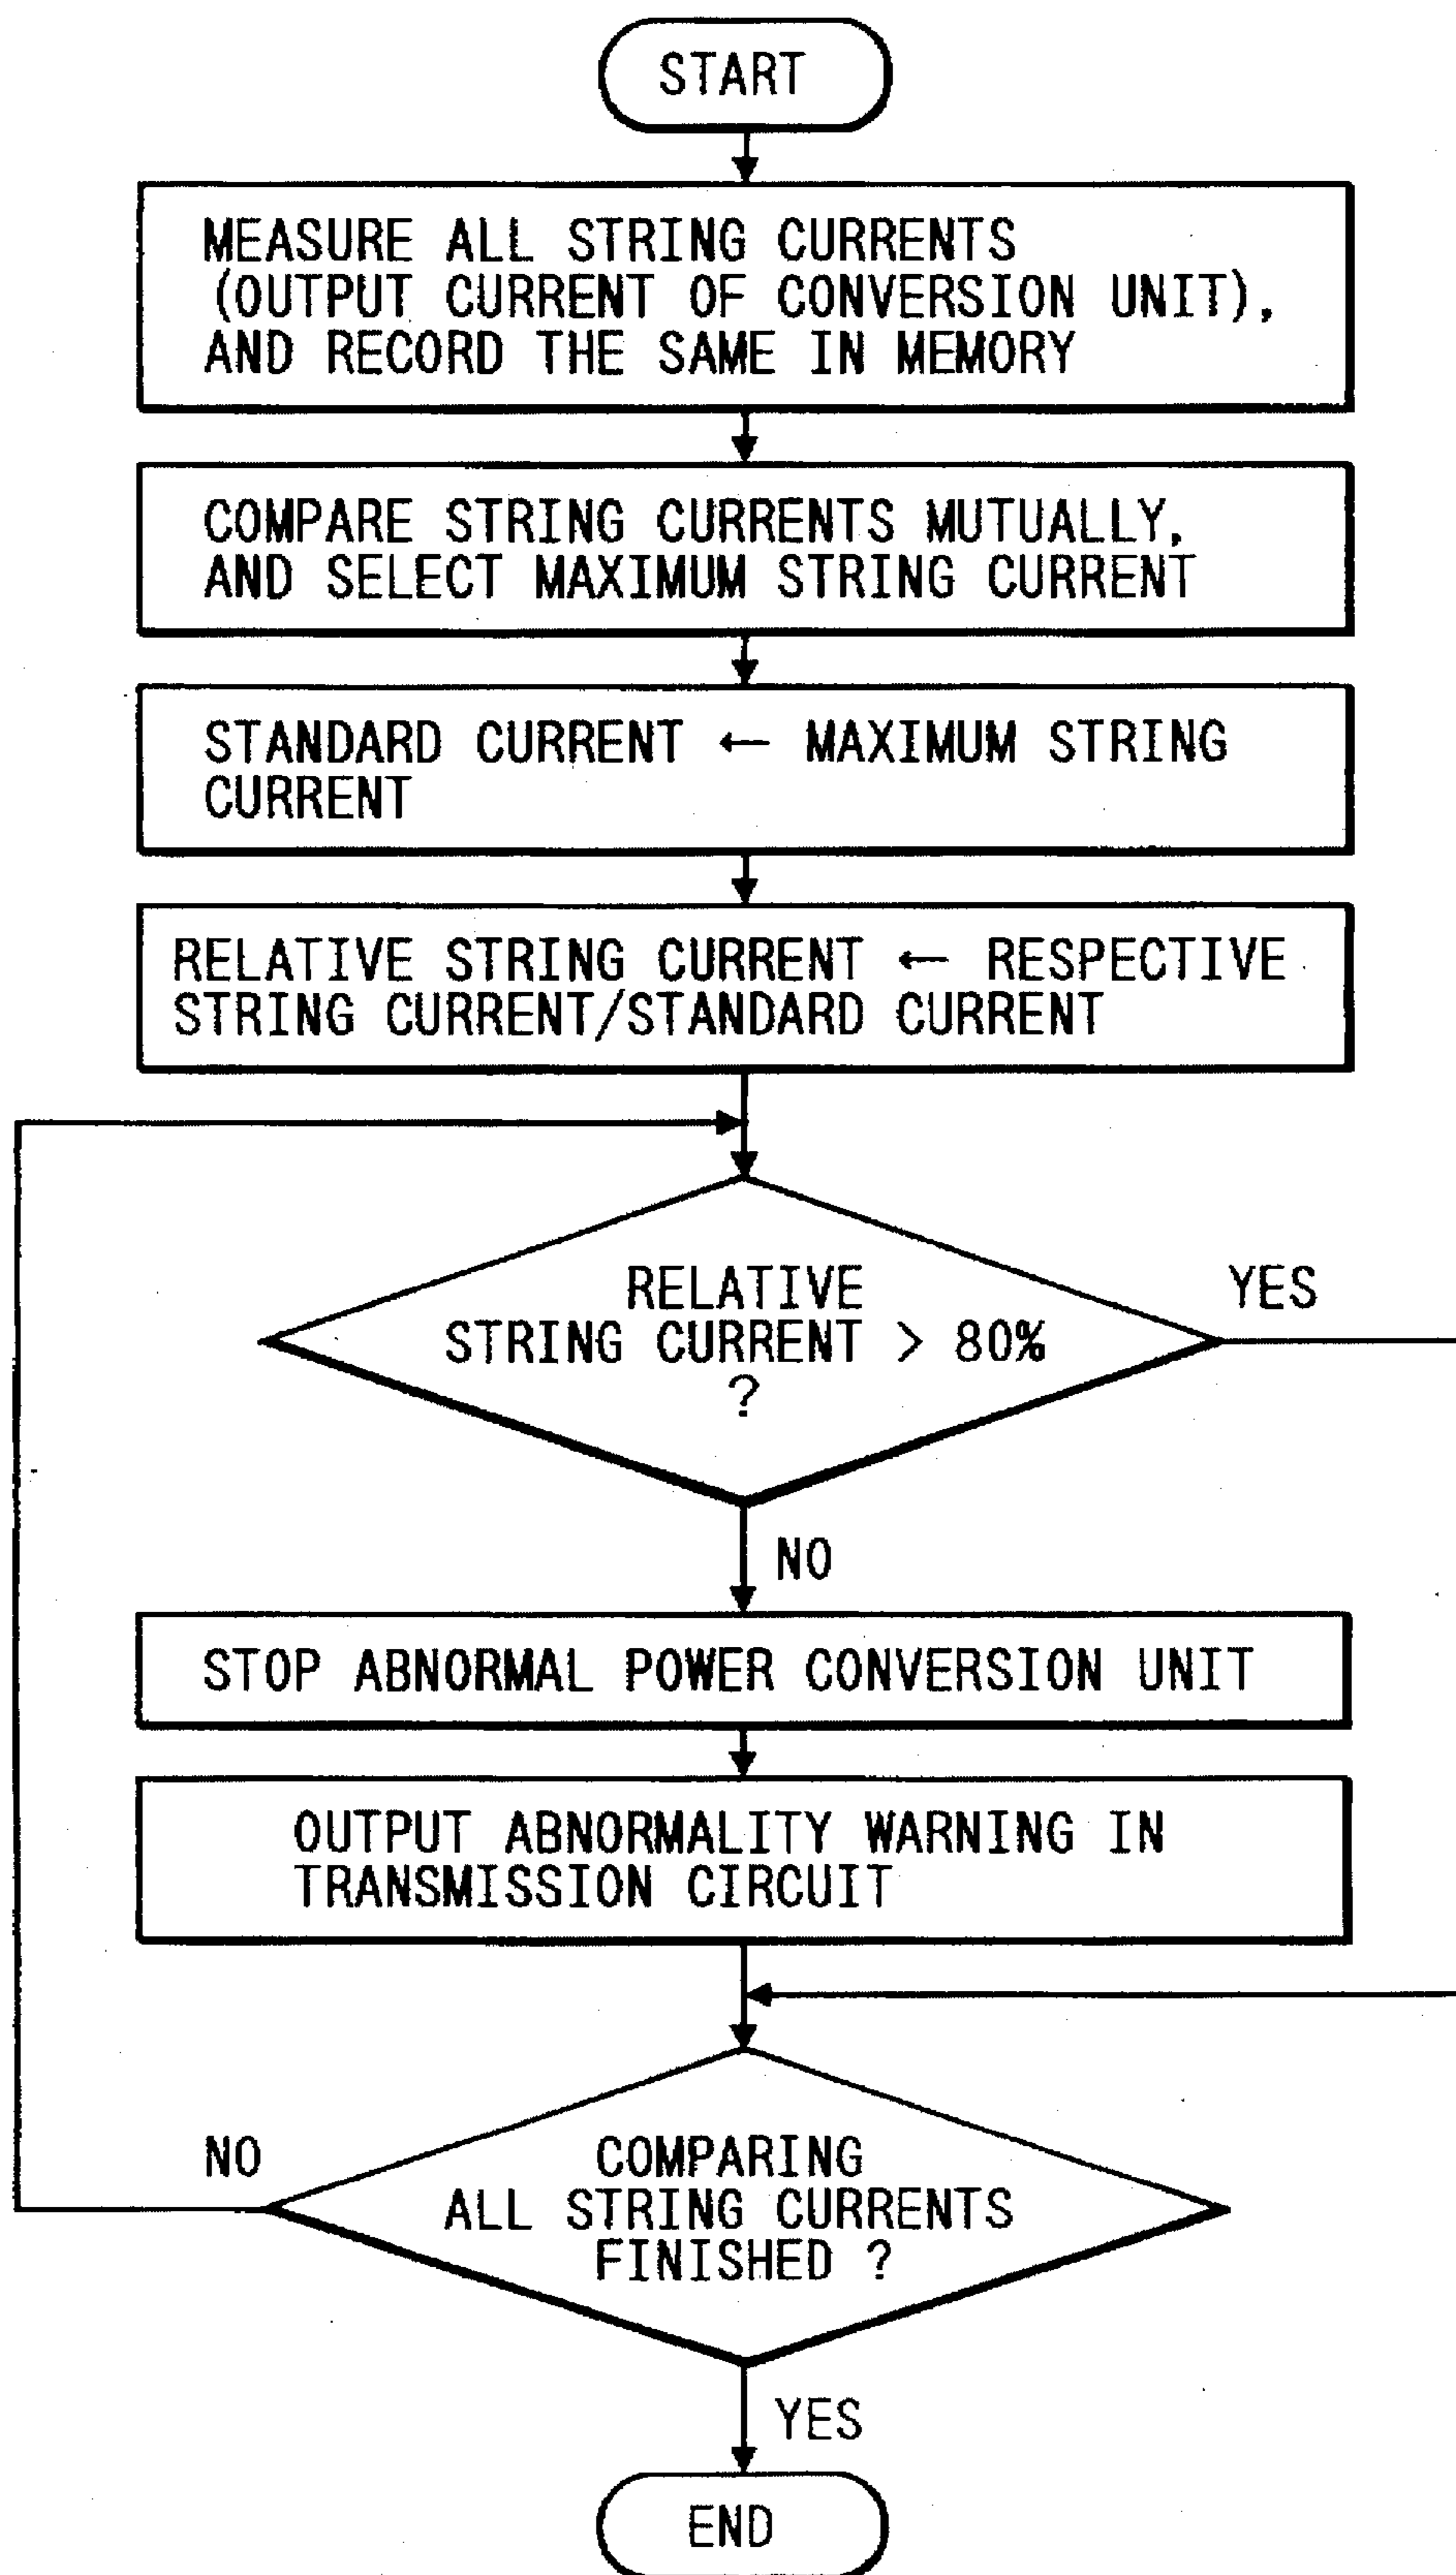 START
MEASURE ALL STRING CURRENTS
(OUTPUT CURRENT OF CONVERSION UNIT),
AND RECORD THE SAME IN MEMORY
COMPARE STRING CURRENTS MUTUALLY,
AND SELECT MAXIMUM STRING CURRENT
STANDARD CURRENT ← MAXIMUM STRING
CURRENT
RELATIVE STRING CURRENT ← RESPECTIVE
STRING CURRENT/STANDARD CURRENT
RELATIVE
STRING CURRENT > 80%
?
YES
NO
STOP ABNORMAL POWER CONVERSION UNIT
OUTPUT ABNORMALITY WARNING IN
TRANSMISSION CIRCUIT
NO
COMPARING
ALL STRING CURRENTS
FINISHED ?
YES
END